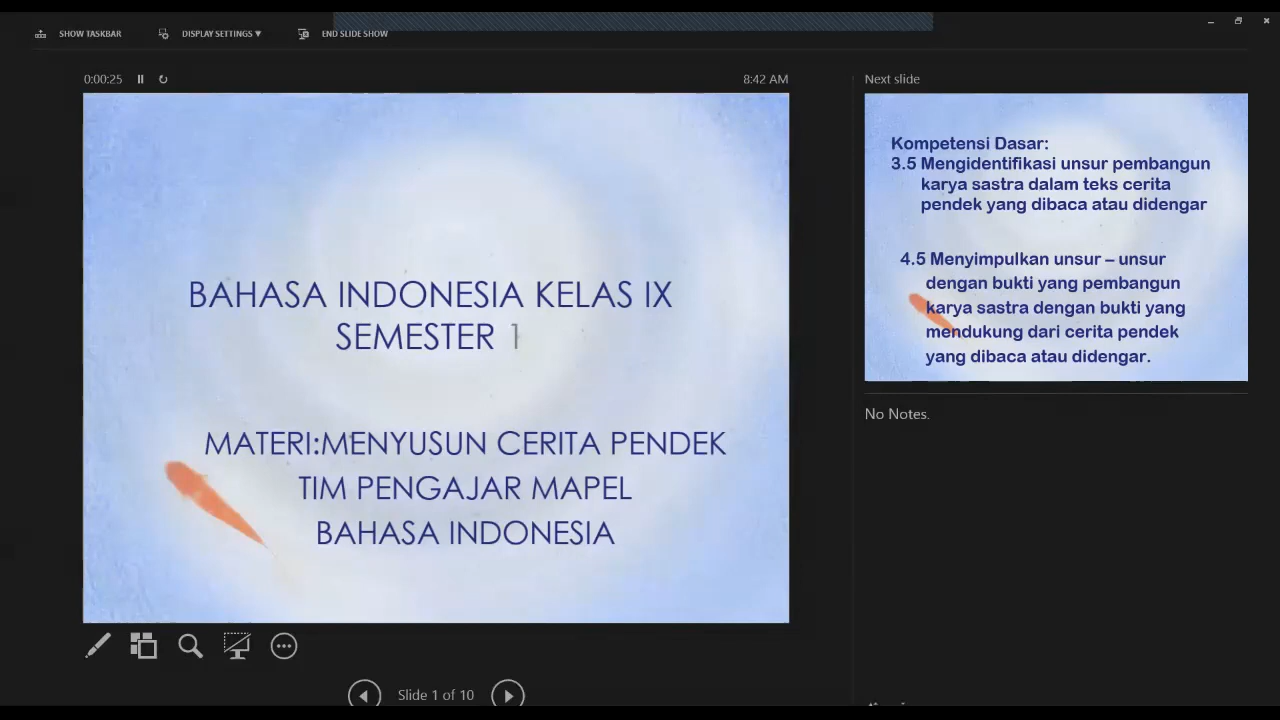 SHOW TASKBAR
DISPLAY SETTINGS ▼
END SLIDE SHOW
0:00:25
8:42 AM
BAHASA INDONESIA KELAS IX
SEMESTER 1
MATERI:MENYUSUN CERITA PENDEK
TIM PENGAJAR MAPEL
BAHASA INDONESIA
Slide 1 of 10
Next slide
Kompetensi Dasar:
3.5 Mengidentifikasi unsur pembangun
karya sastra dalam teks cerita
pendek yang dibaca atau didengar
4.5 Menyimpulkan unsur – unsur
dengan bukti yang pembangun
karya sastra dengan bukti yang
mendukung dari cerita pendek
yang dibaca atau didengar.
No Notes.